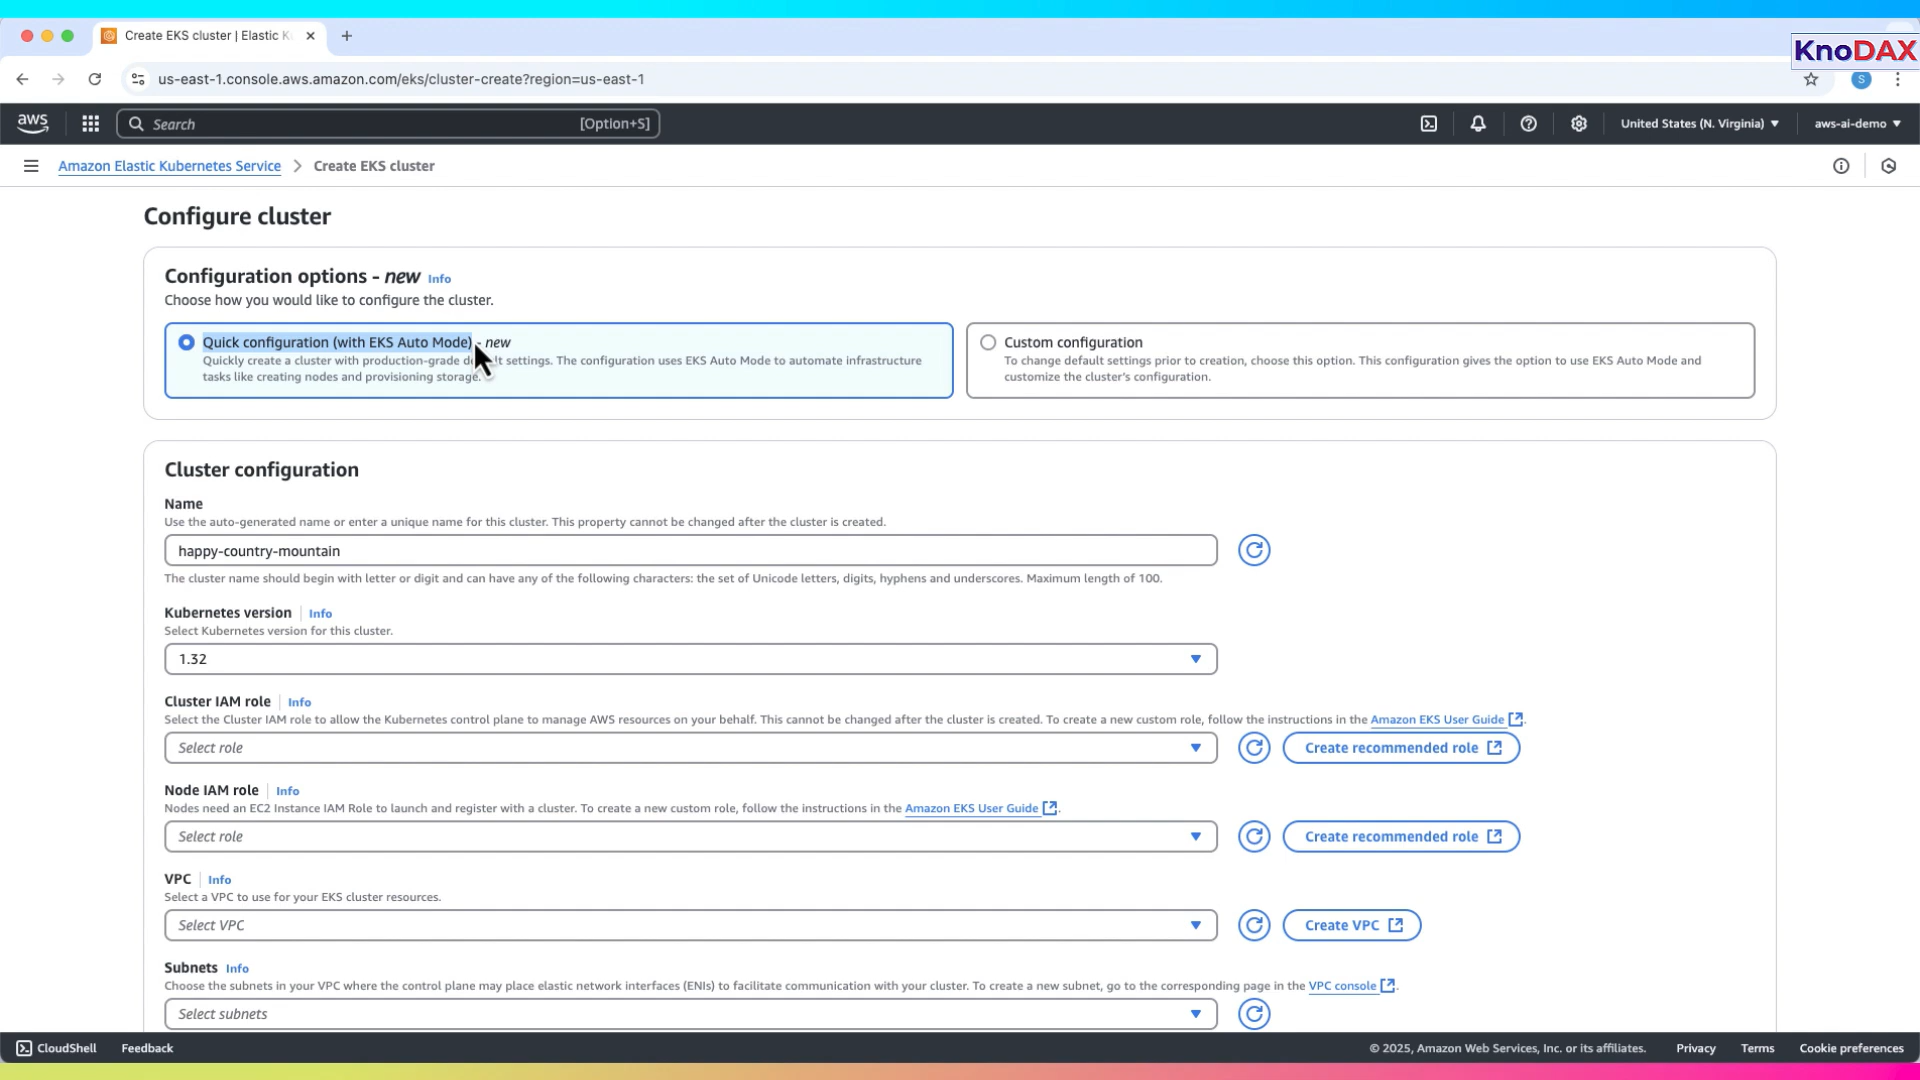 Create EKS cluster | Elastic K
KnoDAX
us-east-1.console.aws.amazon.com/eks/cluster-create?region=us-east-1
S
aws
Search
[Option+S]
United States (N. Virginia)
aws-ai-demo
Amazon Elastic Kubernetes Service
Create EKS cluster
Configure cluster
Configuration options - new Info
Choose how you would like to configure the cluster.
Quick configuration (with EKS Auto Mode) - new
Quickly create a cluster with production-grade settings. The configuration uses EKS Auto Mode to automate infrastructure
tasks like creating nodes and provisioning storage.
Custom configuration
To change default settings prior to creation, choose this option. This configuration gives the option to use EKS Auto Mode and
customize the cluster's configuration.
Cluster configuration
Name
Use the auto-generated name or enter a unique name for this cluster. This property cannot be changed after the cluster is created.
happy-country-mountain
The cluster name should begin with letter or digit and can have any of the following characters: the set of Unicode letters, digits, hyphens and underscores. Maximum length of 100.
Kubernetes version | Info
Select Kubernetes version for this cluster.
1.32
Cluster IAM role | Info
Select the Cluster IAM role to allow the Kubernetes control plane to manage AWS resources on your behalf. This cannot be changed after the cluster is created. To create a new custom role, follow the instructions in the Amazon EKS User Guide .
Select role
Create recommended role
Node IAM role | Info
Nodes need an EC2 Instance IAM Role to launch and register with a cluster. To create a new custom role, follow the instructions in the Amazon EKS User Guide .
Select role
Create recommended role
VPC | Info
Select a VPC to use for your EKS cluster resources.
Select VPC
Create VPC
Subnets Info
Choose the subnets in your VPC where the control plane may place elastic network interfaces (ENIs) to facilitate communication with your cluster. To create a new subnet, go to the corresponding page in the VPC console .
Select subnets
CloudShell
Feedback
© 2025, Amazon Web Services, Inc. or its affiliates.
Privacy
Terms
Cookie preferences